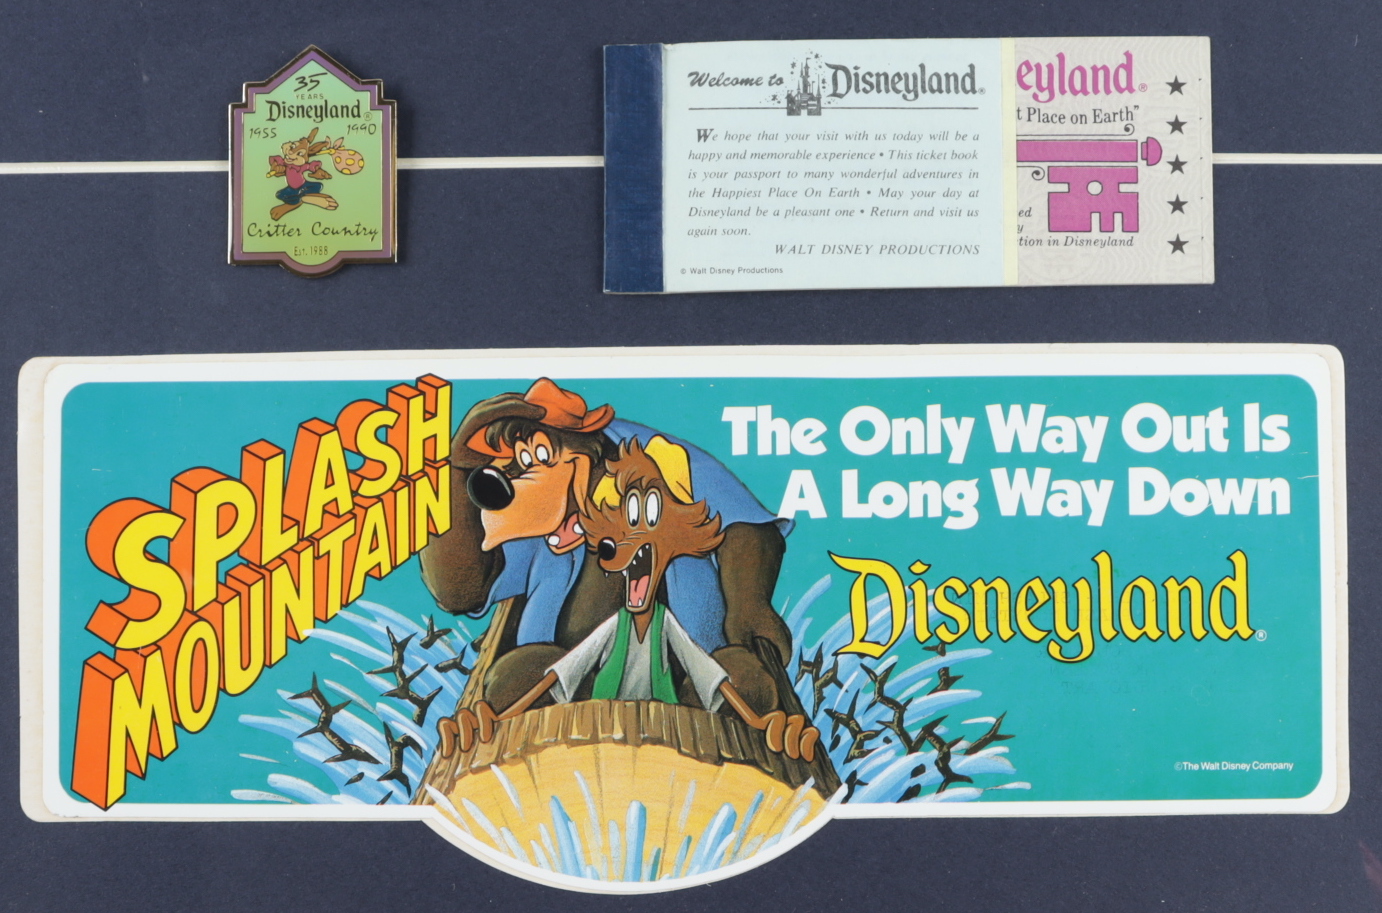 35
YEARS
Disneyland®
1955 1990
Critter Country
Est. 1988
Welcome to Disneyland®
We hope that your visit with us today will be a
happy and memorable experience • This ticket book
is your passport to many wonderful adventures in
the Happiest Place On Earth • May your day at
Disneyland be a pleasant one • Return and visit us
again soon.
WALT DISNEY PRODUCTIONS
© Walt Disney Productions
eyland®
t Place on Earth"
ed
y
tion in Disneyland
SPLASH
MOUNTAIN
The Only Way Out Is
A Long Way Down
Disneyland®
©The Walt Disney Company